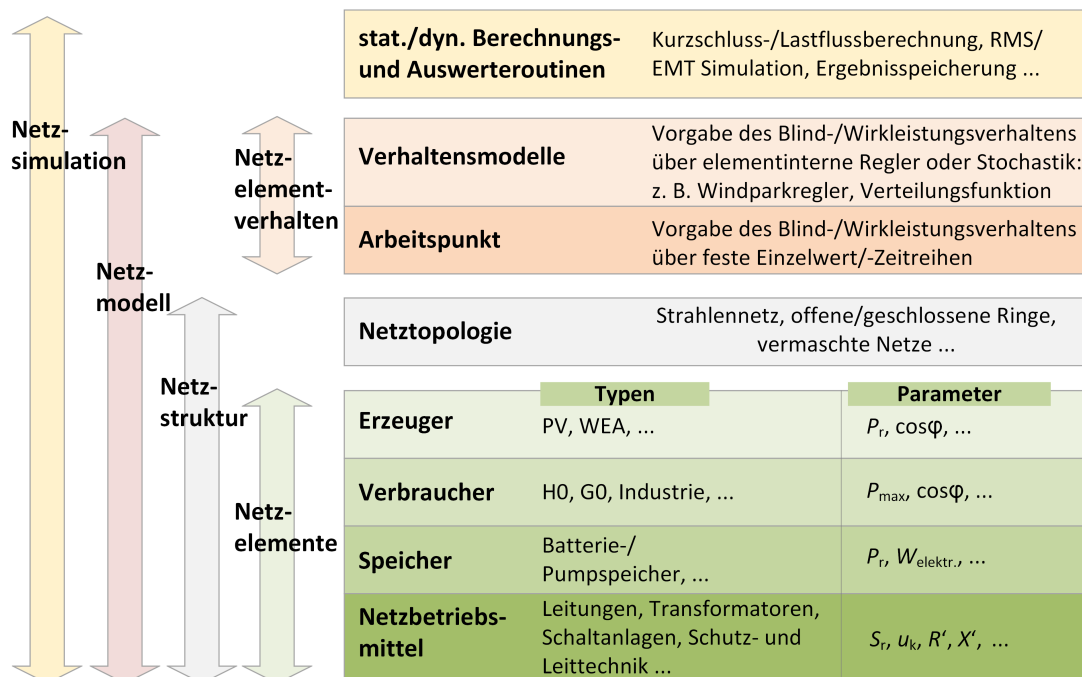 stat./dyn. Berechnungs-
und Auswerteroutinen
Kurzschluss-/Lastflussberechnung, RMS/
EMT Simulation, Ergebnisspeicherung ...
Netz-
simulation
Netz-
modell
Netz-
element-
verhalten
Verhaltensmodelle
Vorgabe des Blind-/Wirkleistungsverhaltens
über elementinterne Regler oder Stochastik:
z. B. Windparkregler, Verteilungsfunktion
Arbeitspunkt
Vorgabe des Blind-/Wirkleistungsverhaltens
über feste Einzelwert/-Zeitreihen
Netz-
struktur
Netztopologie
Strahlennetz, offene/geschlossene Ringe,
vermaschte Netze ...
Netz-
elemente
Typen
Parameter
Erzeuger
PV, WEA, ...
Pr, cosφ, ...
Verbraucher
H0, G0, Industrie, ...
Pmax, cosφ, ...
Speicher
Batterie-/
Pumpspeicher, ...
Pr, Welektr., ...
Netzbetriebs-
mittel
Leitungen, Transformatoren,
Schaltanlagen, Schutz- und
Leittechnik ...
Sr, uk, R‘, X‘, ...